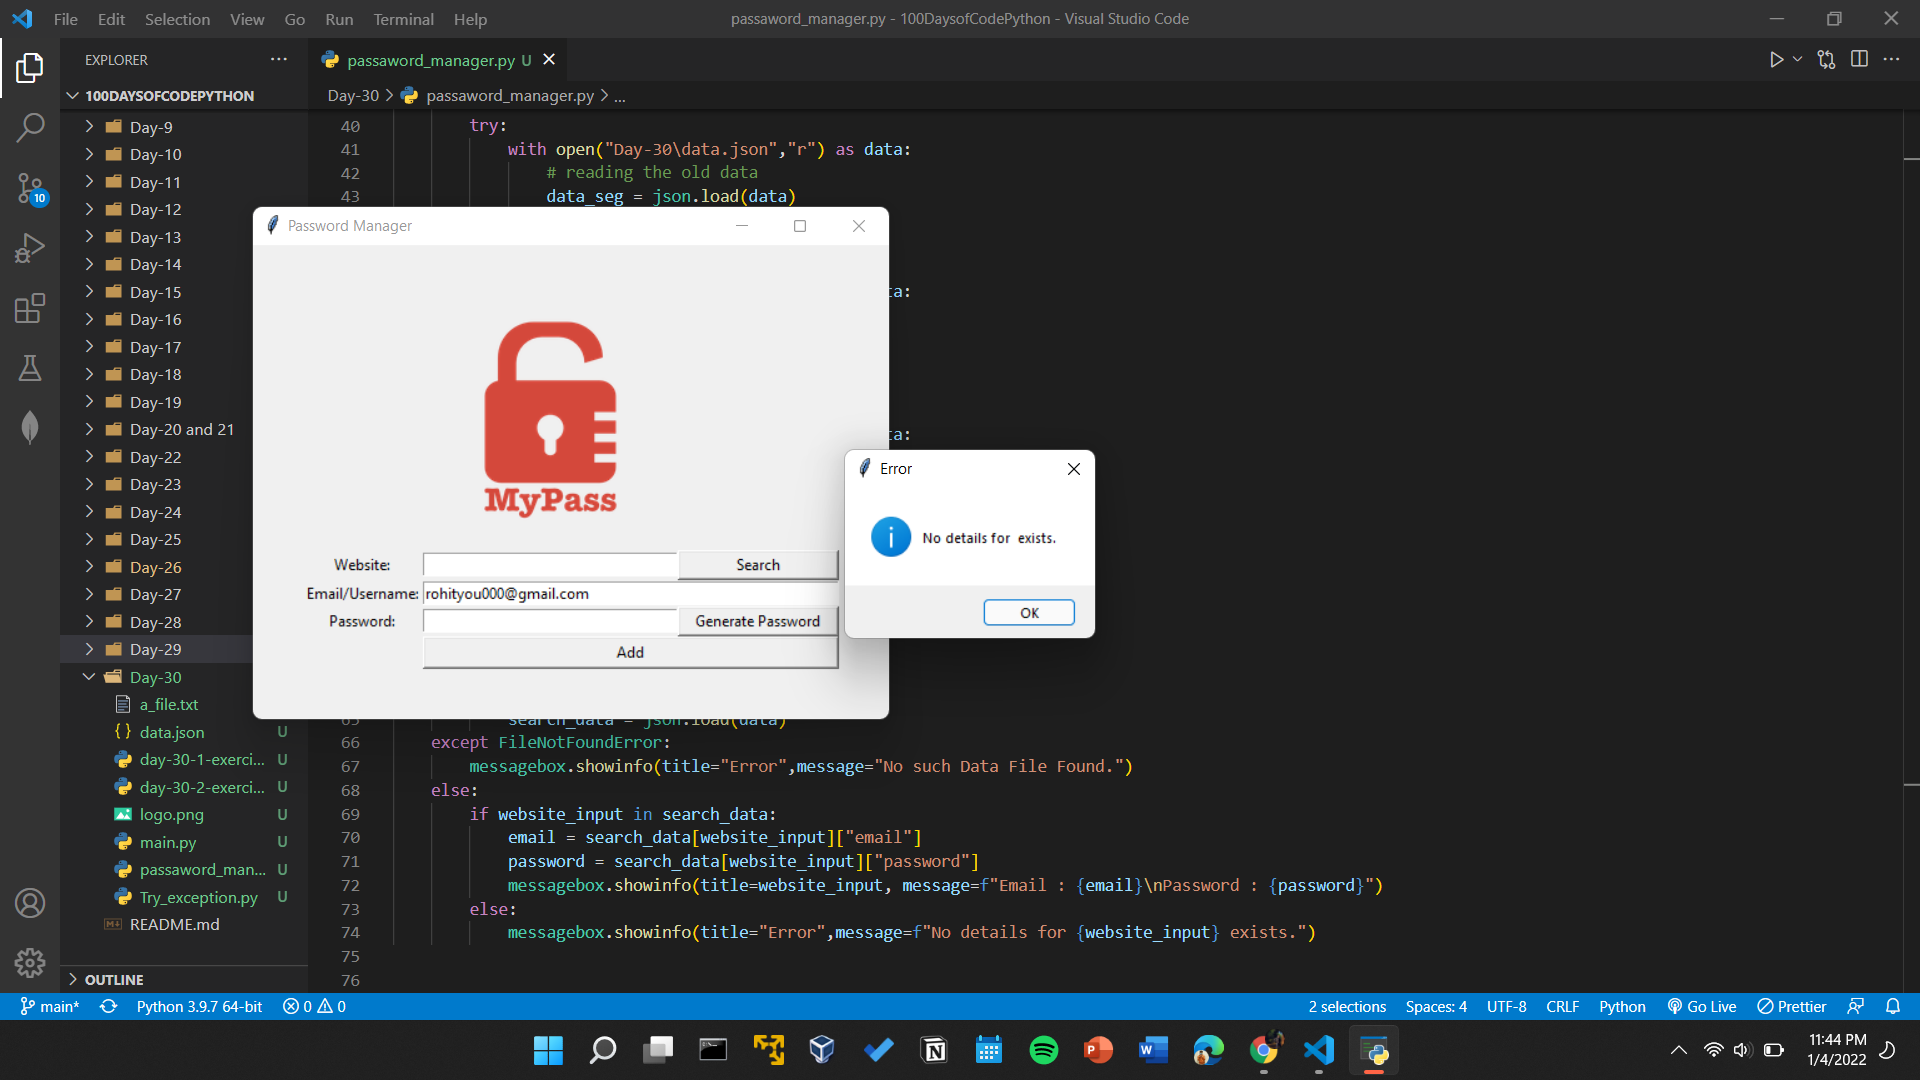 File Edit Selection View Go Run Terminal Help
passaword_manager.py - 100DaysofCodePython - Visual Studio Code
EXPLORER
passaword_manager.py U
100DAYSOFCODEPYTHON
Day-30 > passaword_manager.py > ...
Day-9
Day-10
Day-11
Day-12
Day-13
Day-14
Day-15
Day-16
Day-17
Day-18
Day-19
Day-20 and 21
Day-22
Day-23
Day-24
Day-25
Day-26
Day-27
Day-28
Day-29
Day-30
a_file.txt
data.json U
day-30-1-exerci... U
day-30-2-exerci... U
logo.png U
main.py U
passaword_man... U
Try_exception.py U
README.md
OUTLINE
10
40 try:
41 with open("Day-30\data.json","r") as data:
42 # reading the old data
43 data_seg = json.load(data)
ta:
ta:
65 search_data = json.load(data)
66 except FileNotFoundError:
67 messagebox.showinfo(title="Error",message="No such Data File Found.")
68 else:
69 if website_input in search_data:
70 email = search_data[website_input]["email"]
71 password = search_data[website_input]["password"]
72 messagebox.showinfo(title=website_input, message=f"Email : {email}\nPassword : {password}")
73 else:
74 messagebox.showinfo(title="Error",message=f"No details for {website_input} exists.")
75
76
Password Manager
MyPass
Website: Search
Email/Username: rohityou000@gmail.com
Password: Generate Password
Add
Error
No details for  exists.
OK
main* Python 3.9.7 64-bit 0 0
2 selections Spaces: 4 UTF-8 CRLF Python Go Live Prettier
11:44 PM
1/4/2022